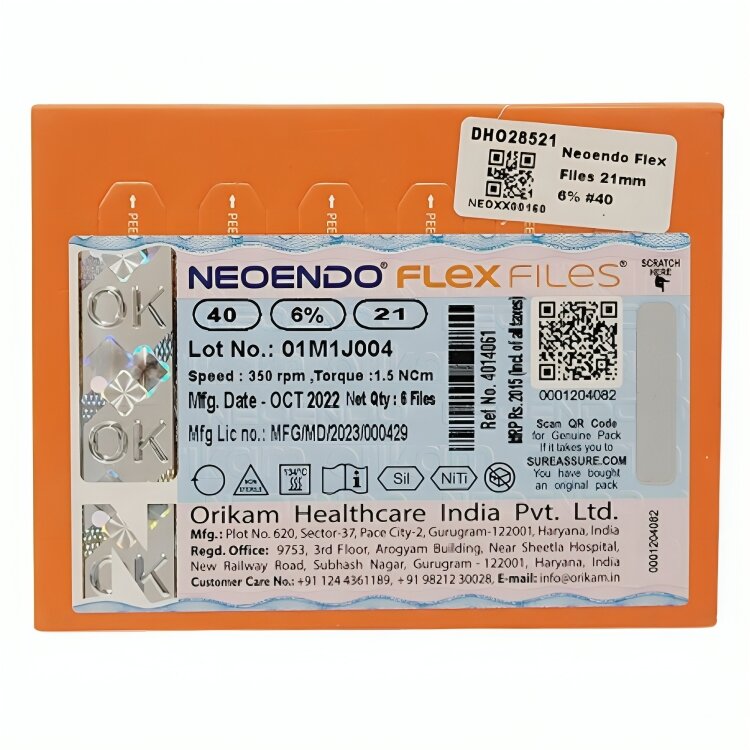 DHO28521
Neoendo Flex
Files 21mm
6% #40
NEOXX00160
PEE
PEE
PEE
PEE
NEOENDO® FLEX FILES®
SCRATCH
HERE
40 6% 21
Lot No.: 01M1J004
Speed : 350 rpm ,Torque :1.5 NCm
Mfg. Date - OCT 2022 Net Qty : 6 Files
Mfg Lic no.: MFG/MD/2023/000429
Ref No. 4014061
MRP Rs. 2015 (incl. of all taxes)
0001204082
Scan QR Code
for Genuine Pack
If it takes you to
SUREASSURE.COM
You have bought
an original pack
134°C
NON STERILE
i
Sil
NiTi
OK
OK
OK
Orikam Healthcare India Pvt. Ltd.
Mfg.: Plot No. 620, Sector-37, Pace City-2, Gurugram-122001, Haryana, India
Regd. Office: 9753, 3rd Floor, Arogyam Building, Near Sheetla Hospital,
New Railway Road, Subhash Nagar, Gurugram - 122001, Haryana, India
Customer Care No.: +91 124 4361189, +91 98212 30028, E-mail: info@orikam.in
0001204082